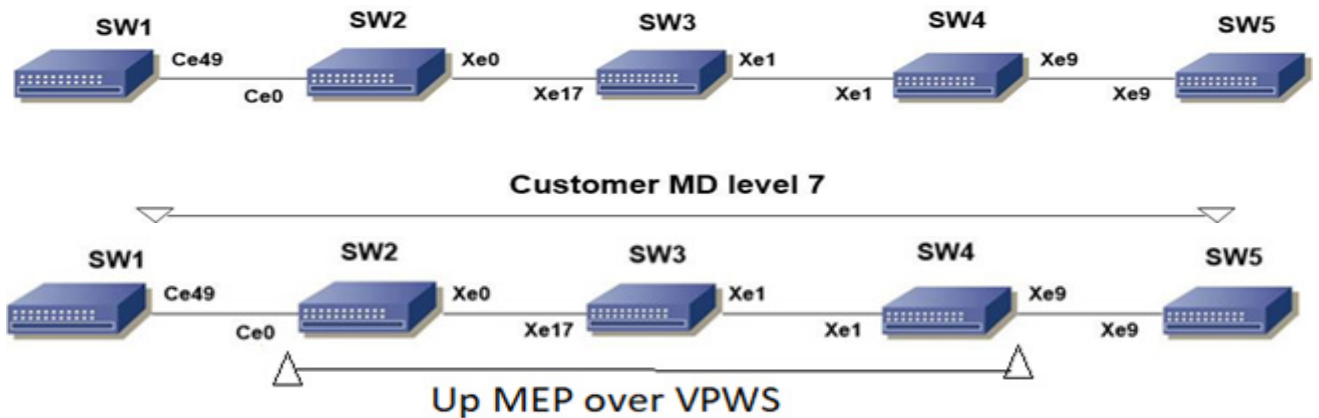 SW1 SW2 SW3 SW4 SW5
Ce49 Xe0 Xe1 Xe9
Ce0 Xe17 Xe1 Xe9
Customer MD level 7
SW1 SW2 SW3 SW4 SW5
Ce49 Xe0 Xe1 Xe9
Ce0 Xe17 Xe1 Xe9
Up MEP over VPWS